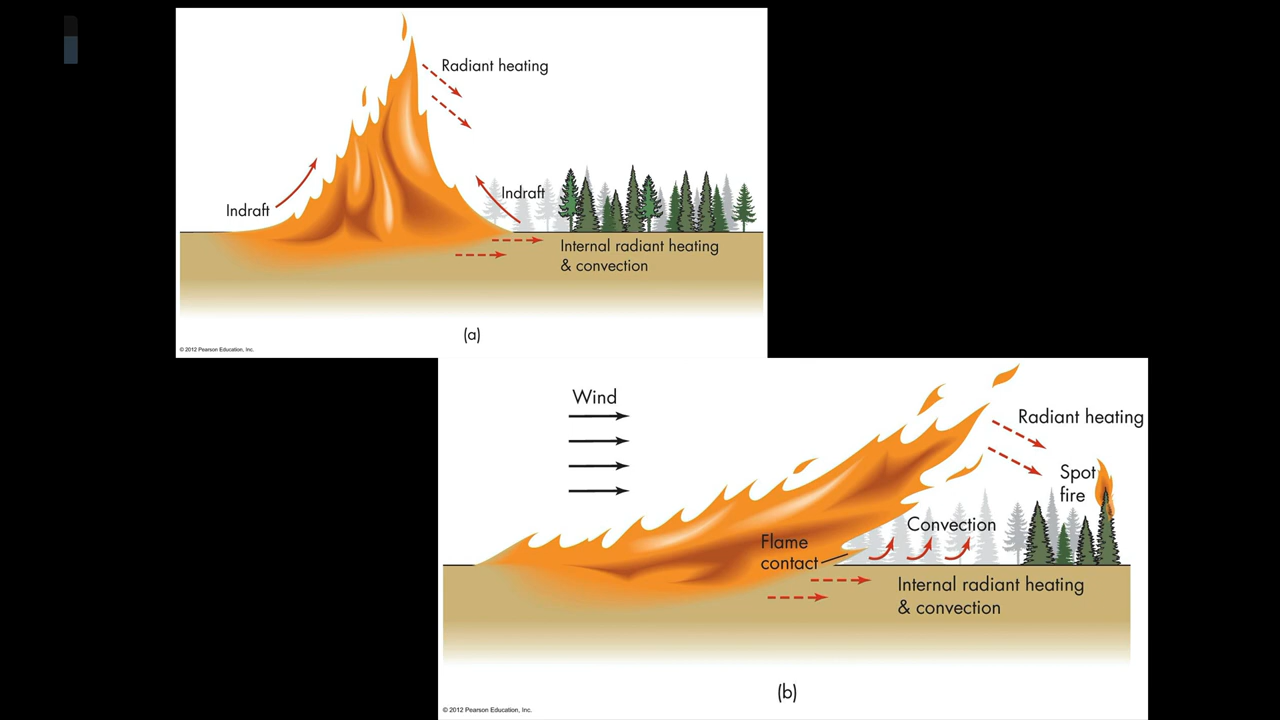 Radiant heating
Indraft
Indraft
Internal radiant heating
& convection
(a)
© 2012 Pearson Education, Inc.
Wind
Radiant heating
Spot
fire
Convection
Flame
contact
Internal radiant heating
& convection
(b)
© 2012 Pearson Education, Inc.